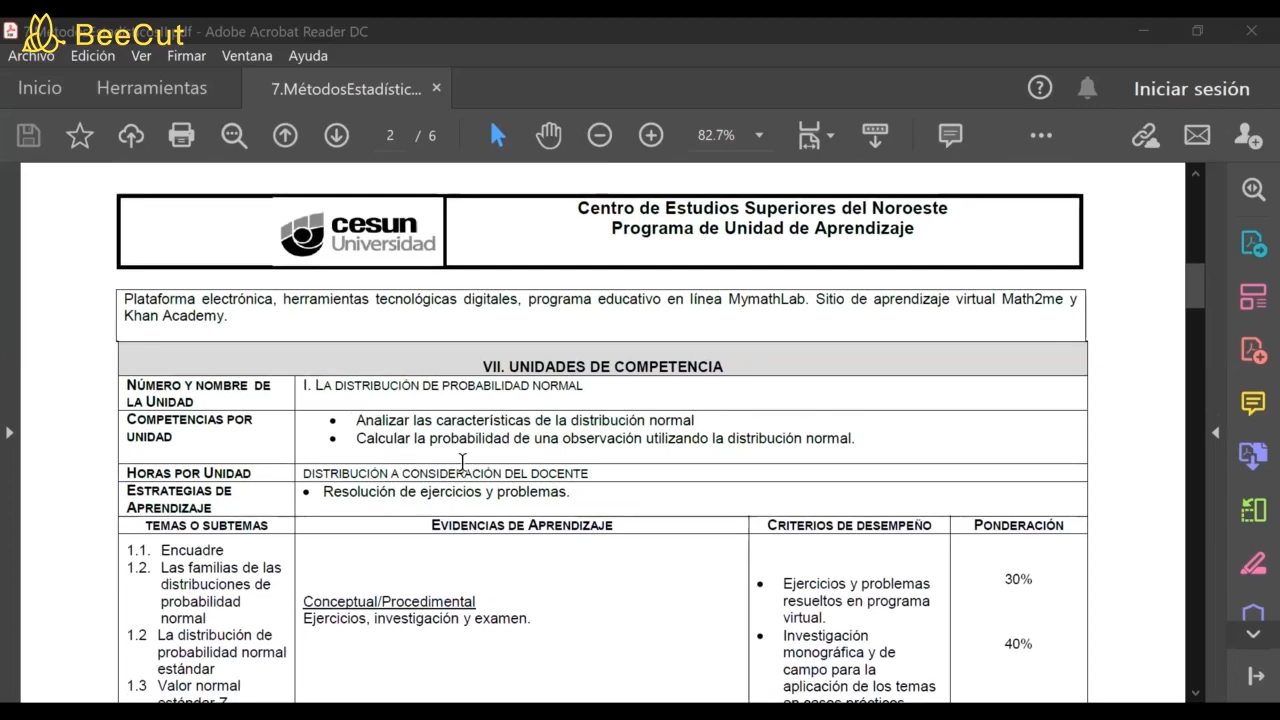 BeeCut
Adobe Acrobat Reader DC
Archivo Edición Ver Firmar Ventana Ayuda
Inicio Herramientas 7.MétodosEstadístic... × Iniciar sesión
2 / 6 82.7%
cesun
Universidad
Centro de Estudios Superiores del Noroeste
Programa de Unidad de Aprendizaje
Plataforma electrónica, herramientas tecnológicas digitales, programa educativo en línea MymathLab. Sitio de aprendizaje virtual Math2me y
Khan Academy.
VII. UNIDADES DE COMPETENCIA
NÚMERO Y NOMBRE DE
LA UNIDAD
I. LA DISTRIBUCIÓN DE PROBABILIDAD NORMAL
COMPETENCIAS POR
UNIDAD
• Analizar las características de la distribución normal
• Calcular la probabilidad de una observación utilizando la distribución normal.
HORAS POR UNIDAD
DISTRIBUCIÓN A CONSIDERACIÓN DEL DOCENTE
ESTRATEGIAS DE
APRENDIZAJE
• Resolución de ejercicios y problemas.
TEMAS O SUBTEMAS EVIDENCIAS DE APRENDIZAJE CRITERIOS DE DESEMPEÑO PONDERACIÓN
1.1. Encuadre
1.2. Las familias de las
distribuciones de
probabilidad
normal
1.2 La distribución de
probabilidad normal
estándar
1.3 Valor normal
estándar Z
Conceptual/Procedimental
Ejercicios, investigación y examen.
• Ejercicios y problemas
resueltos en programa
virtual.
• Investigación
monográfica y de
campo para la
aplicación de los temas
en casos prácticos
30%
40%